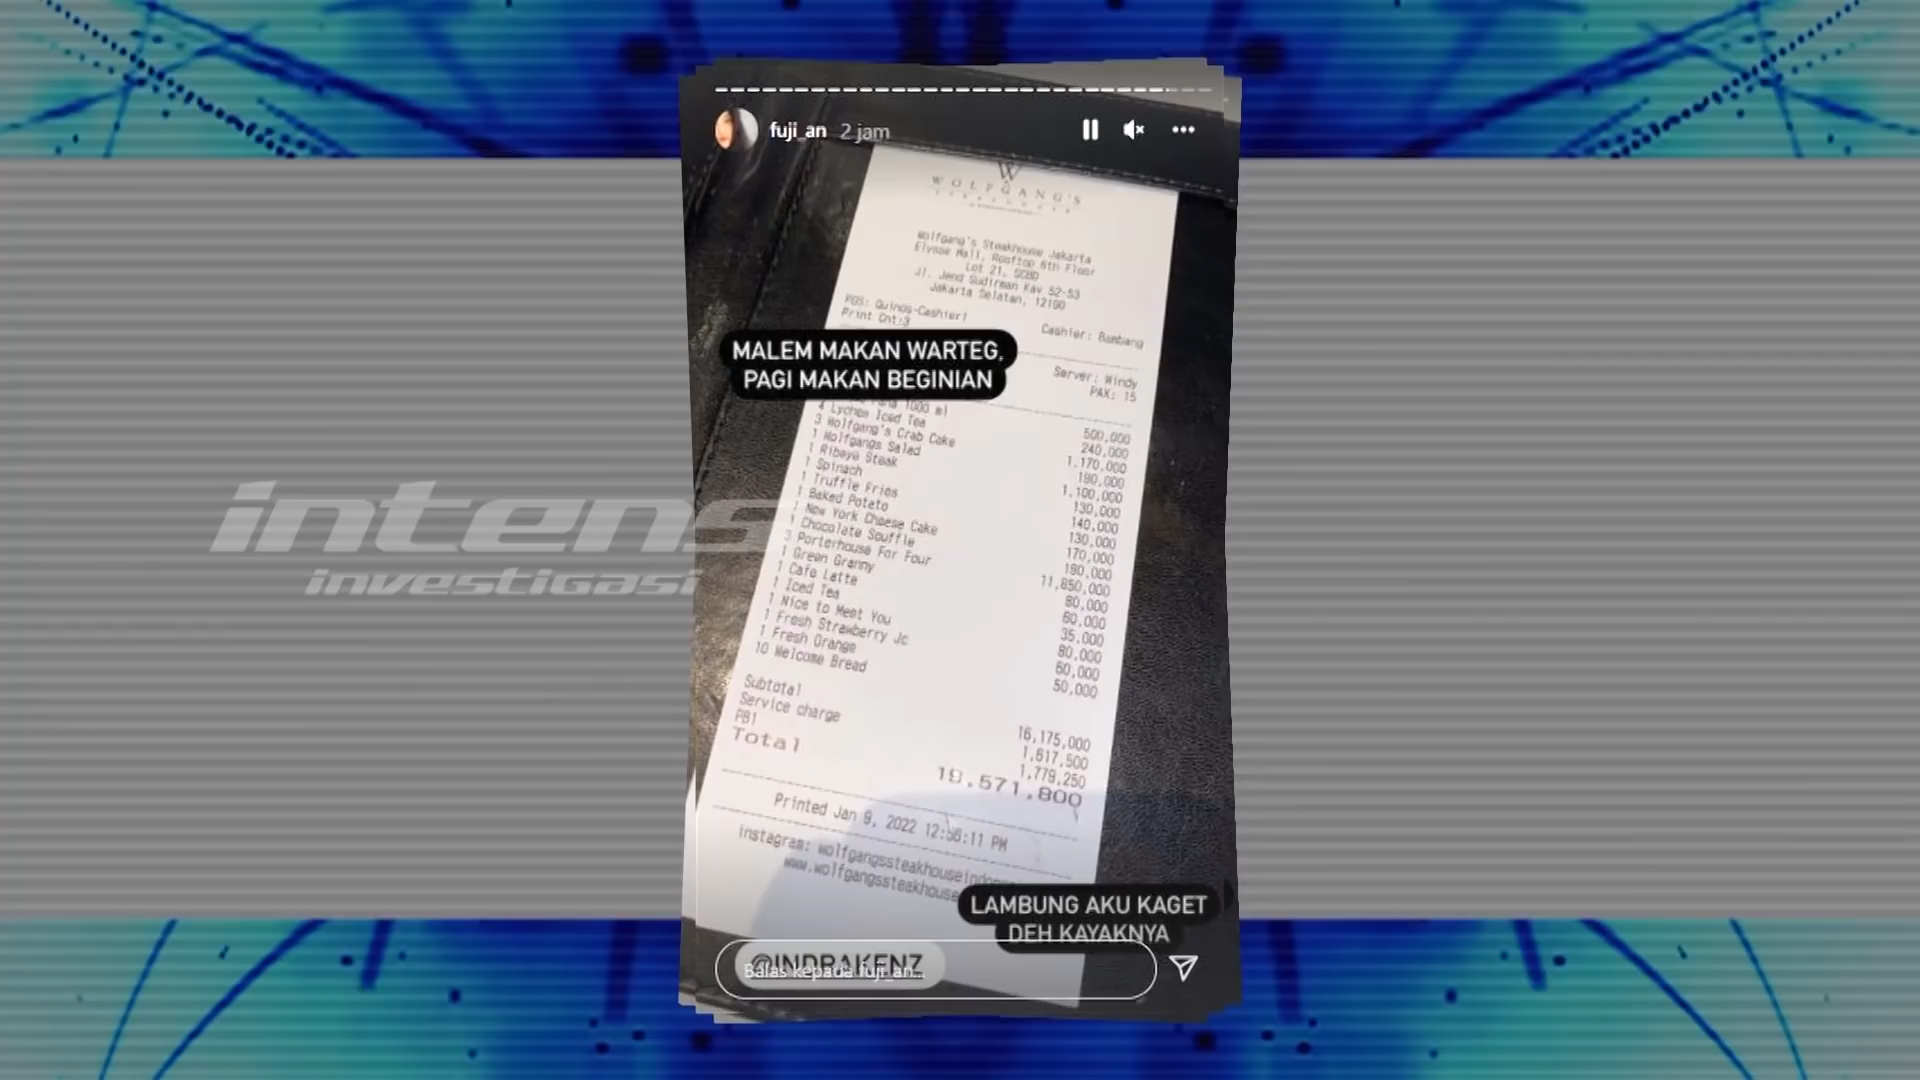 fuji_an 2 jam
W
WOLFGANG'S
STEAKHOUSE
Wolfgang's Steakhouse Jakarta
Elysee Mall, Rooftop 6th Floor
Lot 21, SCBD
Jl. Jend Sudirman Kav 52-53
Jakarta Selatan, 12190
POS: Quinos-Cashier1
Print Cnt:3 Cashier: Bambang
MALEM MAKAN WARTEG,
PAGI MAKAN BEGINIAN
Server: Windy
PAX: 15
1000 ml 500,000
4 Lychee Iced Tea 240,000
3 Wolfgang's Crab Cake 1,170,000
1 Wolfgangs Salad 180,000
1 Ribeye Steak 1,100,000
1 Spinach 130,000
1 Truffle Fries 140,000
1 Baked Potato 130,000
1 New York Cheese Cake 170,000
1 Chocolate Souffle 190,000
3 Porterhouse For Four 11,850,000
1 Green Granny 80,000
1 Cafe Latte 60,000
1 Iced Tea 35,000
1 Nice to Meet You 80,000
1 Fresh Strawberry Jc 60,000
1 Fresh Orange 50,000
10 Welcome Bread
Subtotal 16,175,000
Service charge 1,617,500
PB1 1,779,250
Total 19,571,800
Printed Jan 9, 2022 12:56:11 PM
instagram: wolfgangssteakhouseindones
www.wolfgangssteakhouse
LAMBUNG AKU KAGET
DEH KAYAKNYA
@INDRAKENZ
Balas kepada fuji_an...
intens
investigasi